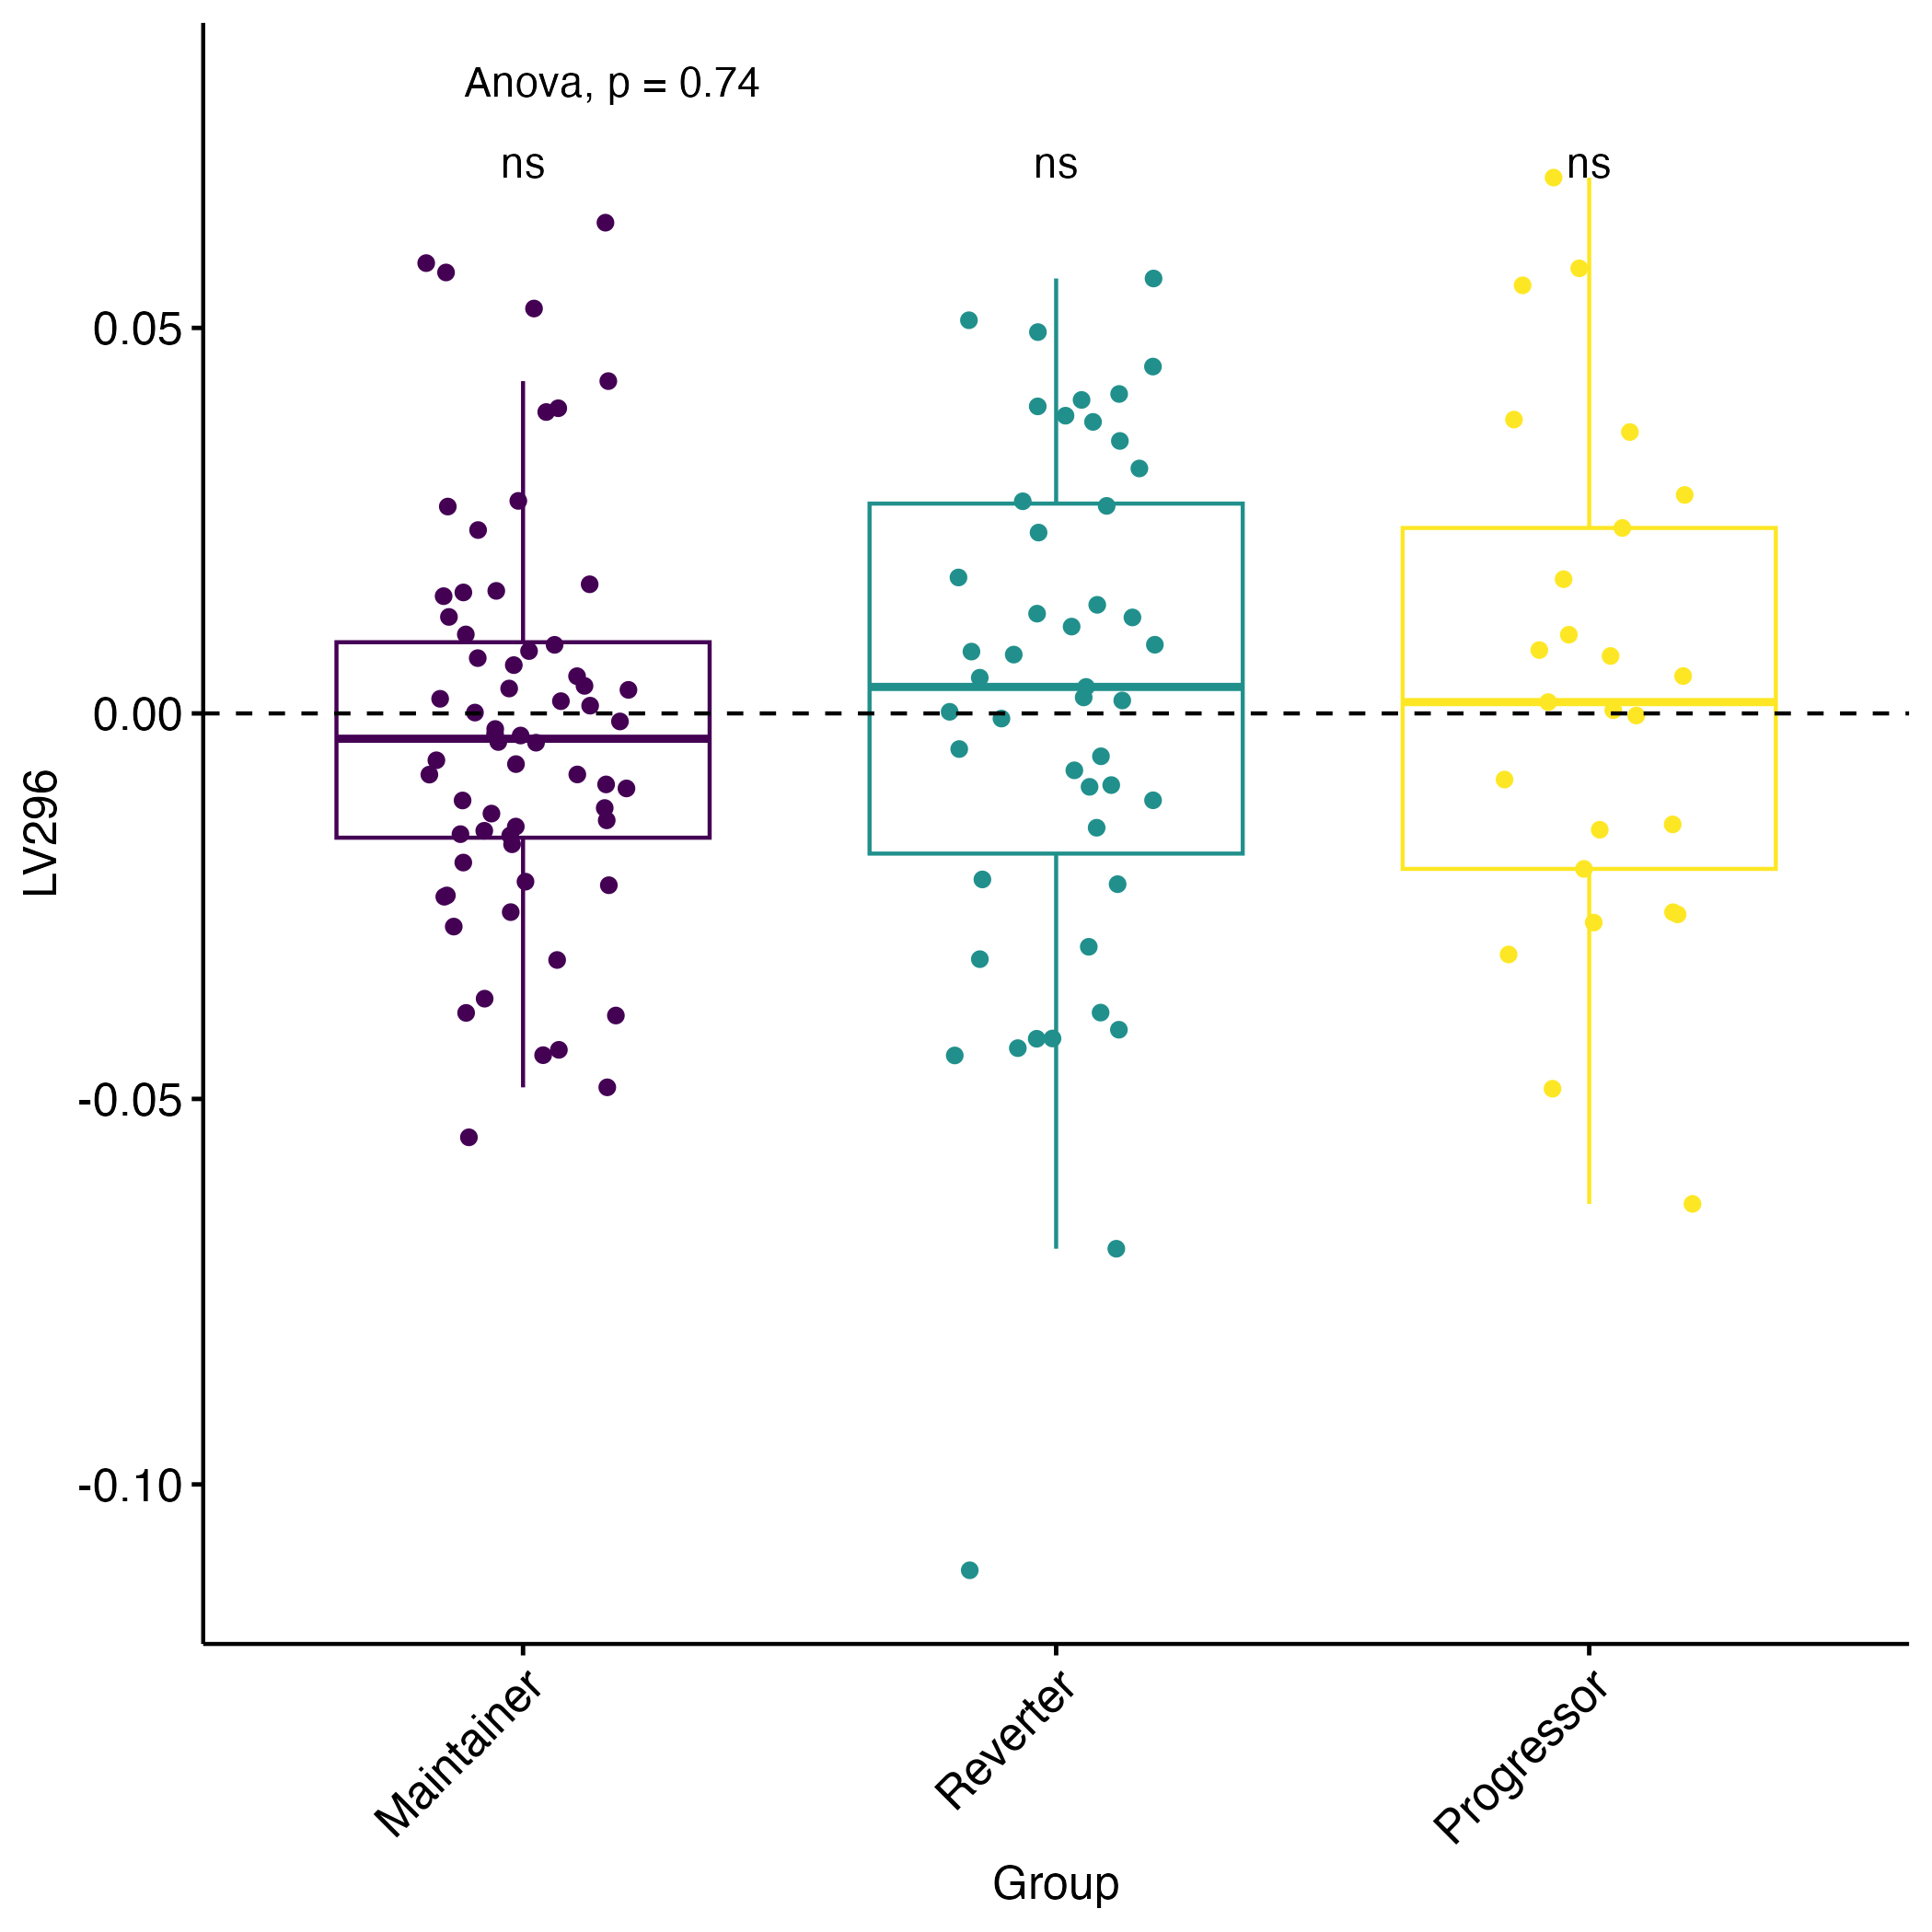 Anova, p = 0.74
ns ns ns
0.05
0.00
-0.05
-0.10
LV296
Maintainer Reverter Progressor
Group